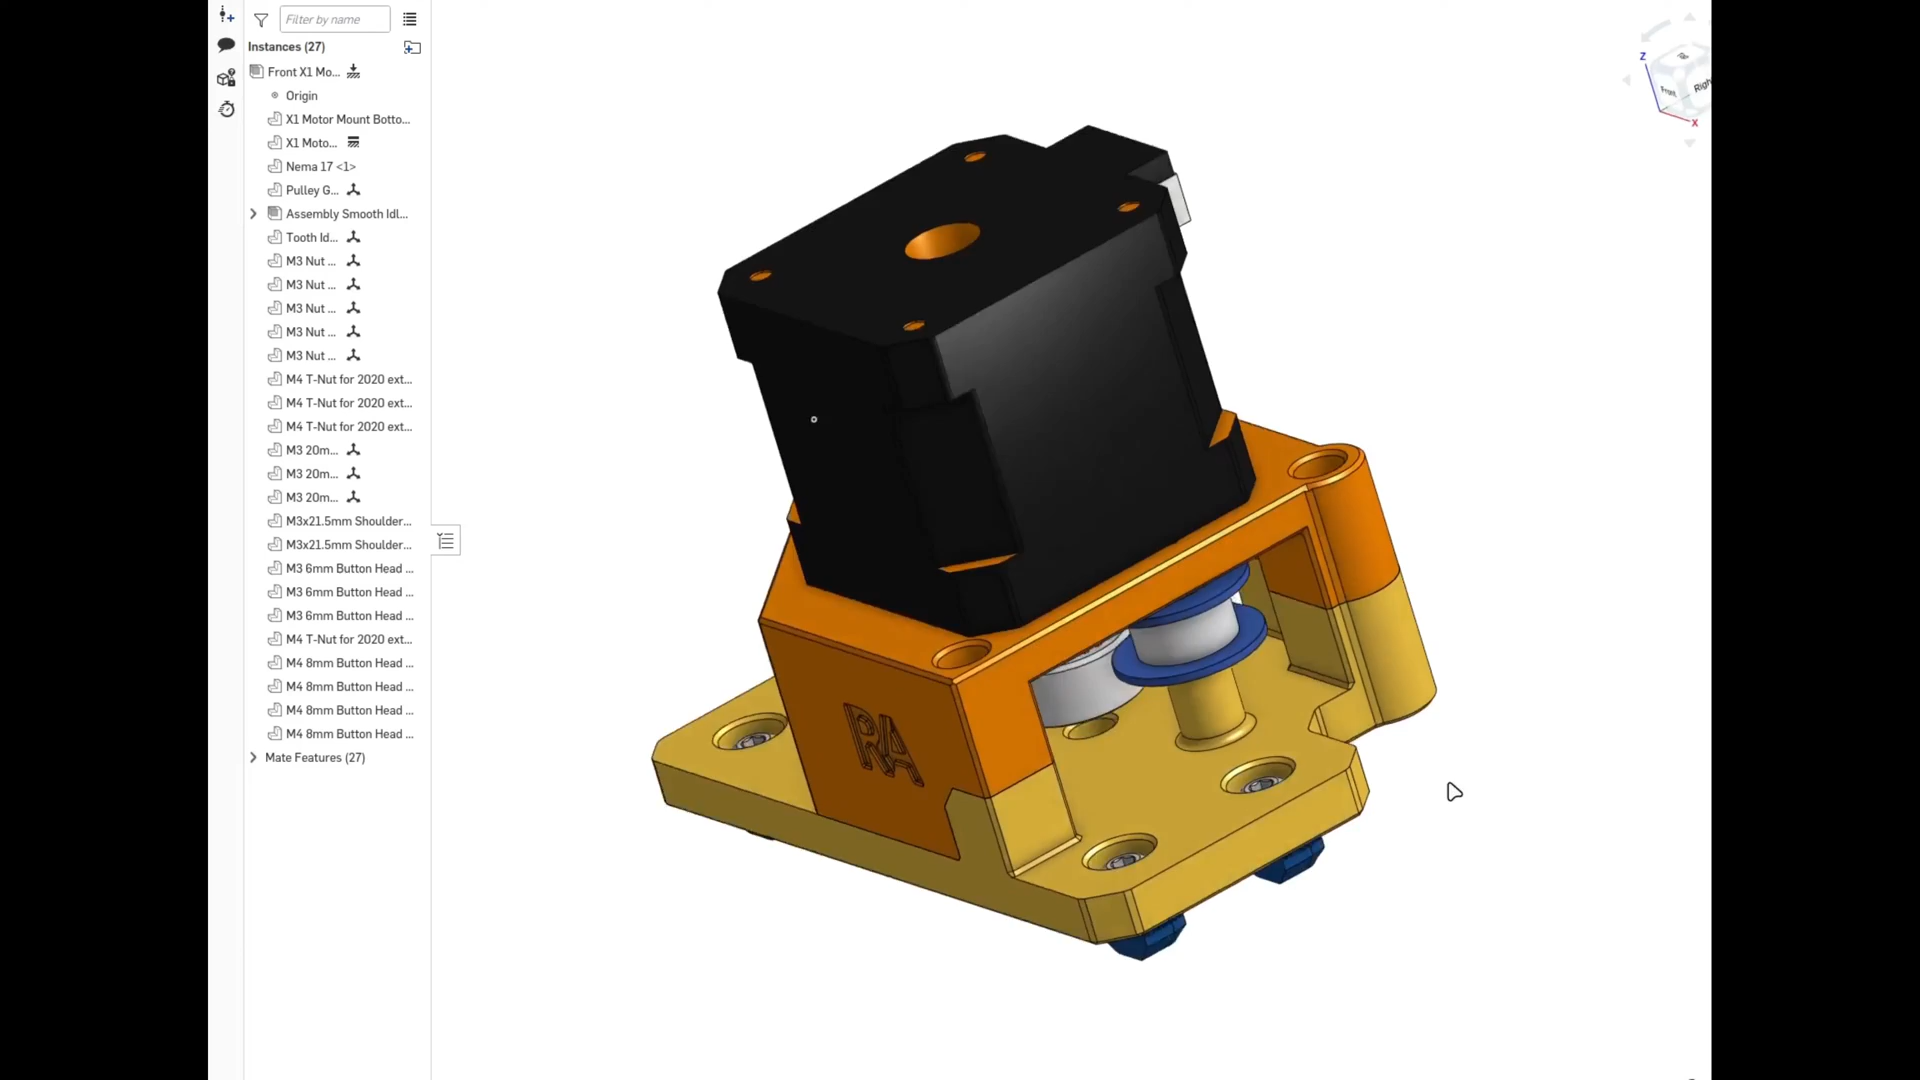 Filter by name
Instances (27)
Front X1 Mo...
Origin
X1 Motor Mount Botto...
X1 Moto...
Nema 17 <1>
Pulley G...
Assembly Smooth Idl...
Tooth Id...
M3 Nut ...
M3 Nut ...
M3 Nut ...
M3 Nut ...
M3 Nut ...
M4 T-Nut for 2020 ext...
M4 T-Nut for 2020 ext...
M4 T-Nut for 2020 ext...
M3 20m...
M3 20m...
M3 20m...
M3x21.5mm Shoulder...
M3x21.5mm Shoulder...
M3 6mm Button Head ...
M3 6mm Button Head ...
M3 6mm Button Head ...
M4 T-Nut for 2020 ext...
M4 8mm Button Head ...
M4 8mm Button Head ...
M4 8mm Button Head ...
M4 8mm Button Head ...
Mate Features (27)
RA
Z
Top
Front
Righ
X